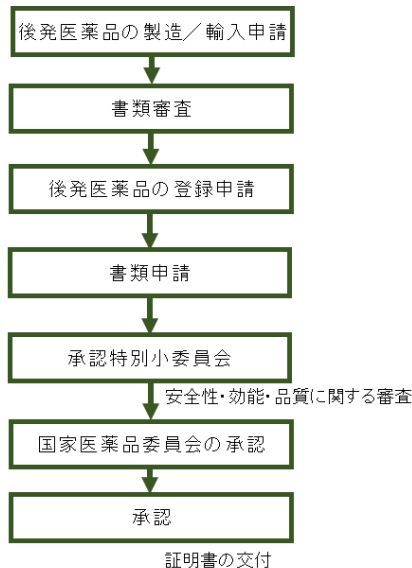 後発医薬品の製造／輸入申請
書類審査
後発医薬品の登録申請
書類申請
承認特別小委員会
安全性・効能・品質に関する審査
国家医薬品委員会の承認
承認
証明書の交付